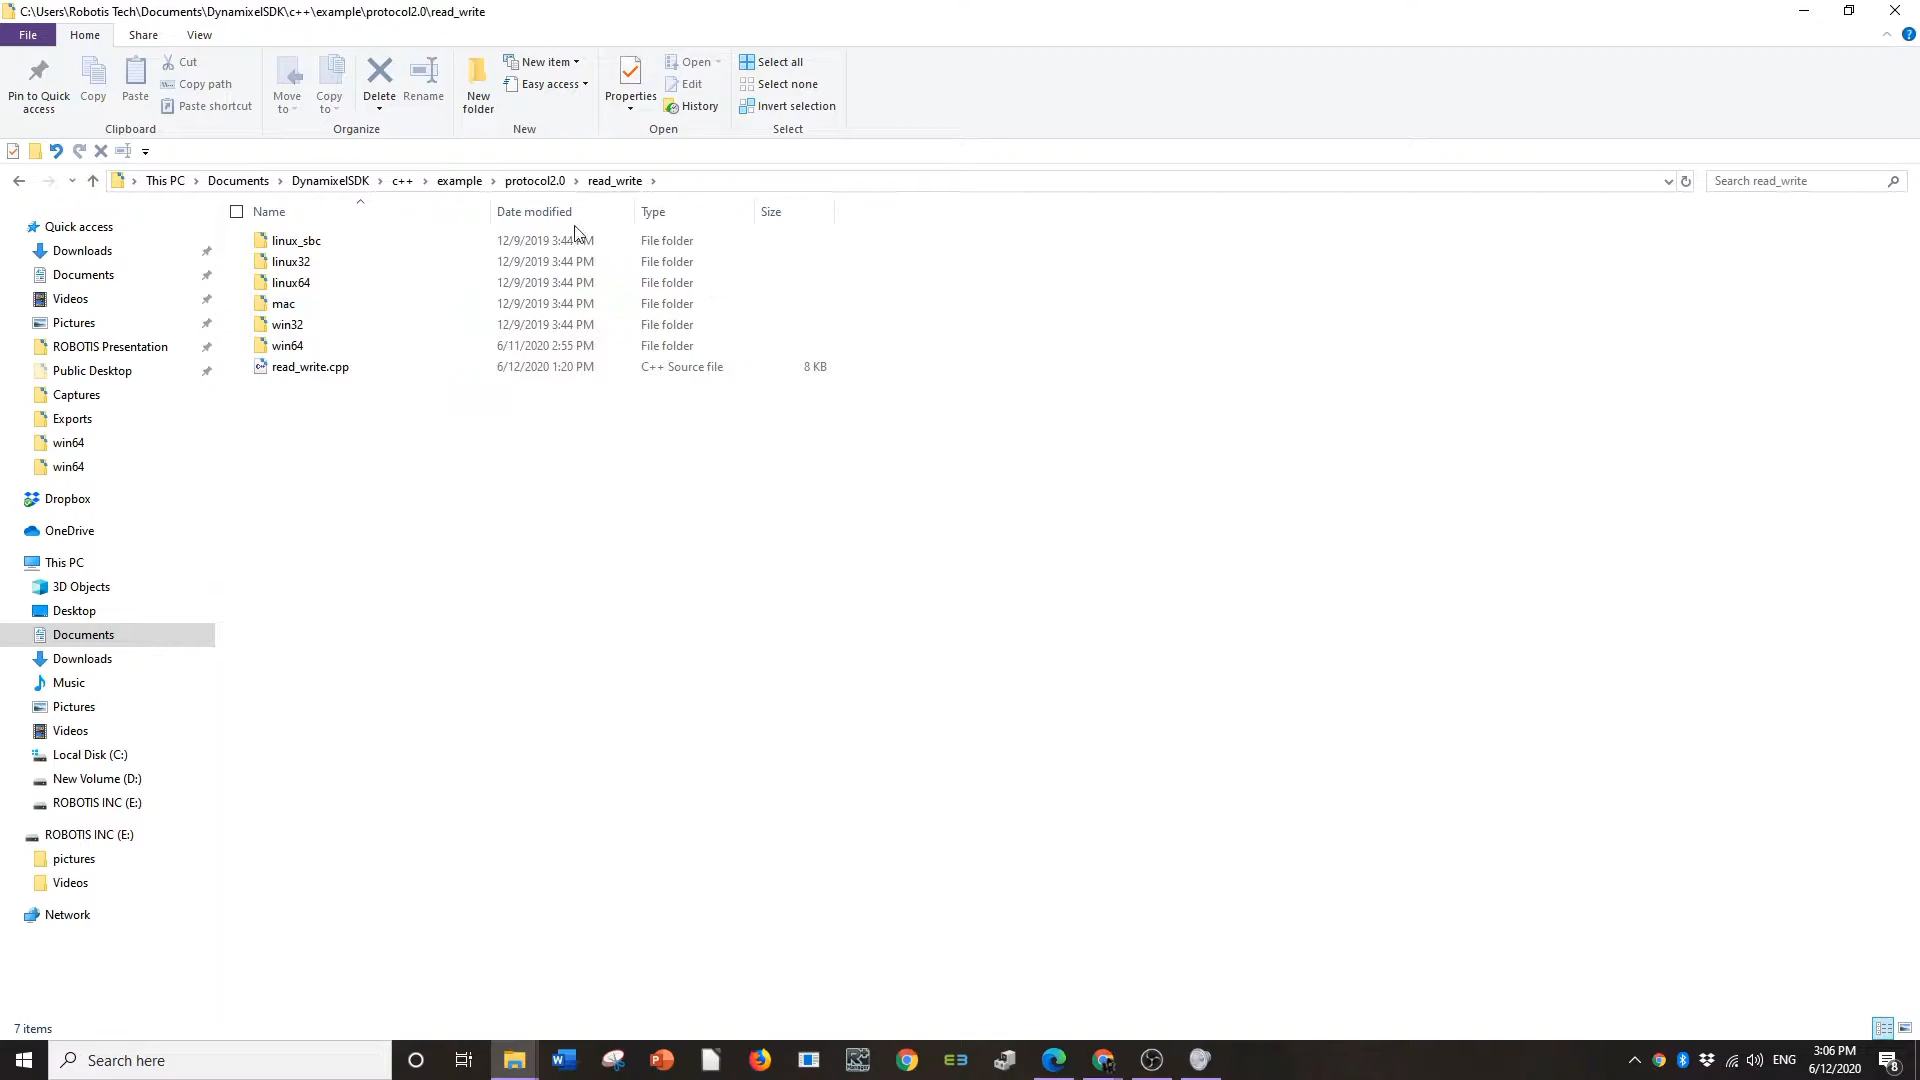 C:\Users\Robotis Tech\Documents\DynamixelSDK\c++\example\protocol2.0\read_write
File Home Share View
Pin to Quick access
Copy
Paste
Cut
Copy path
Paste shortcut
Clipboard
Move to
Copy to
Delete
Rename
Organize
New folder
New item
Easy access
New
Properties
Open
Edit
History
Open
Select all
Select none
Invert selection
Select
This PC > Documents > DynamixelSDK > c++ > example > protocol2.0 > read_write >
Search read_write
Name Date modified Type Size
linux_sbc 12/9/2019 3:44 PM File folder
linux32 12/9/2019 3:44 PM File folder
linux64 12/9/2019 3:44 PM File folder
mac 12/9/2019 3:44 PM File folder
win32 12/9/2019 3:44 PM File folder
win64 6/11/2020 2:55 PM File folder
read_write.cpp 6/12/2020 1:20 PM C++ Source file 8 KB
Quick access
Downloads
Documents
Videos
Pictures
ROBOTIS Presentation
Public Desktop
Captures
Exports
win64
win64
Dropbox
OneDrive
This PC
3D Objects
Desktop
Documents
Downloads
Music
Pictures
Videos
Local Disk (C:)
New Volume (D:)
ROBOTIS INC (E:)
ROBOTIS INC (E:)
pictures
Videos
Network
7 items
Search here
ENG
3:06 PM
6/12/2020
8